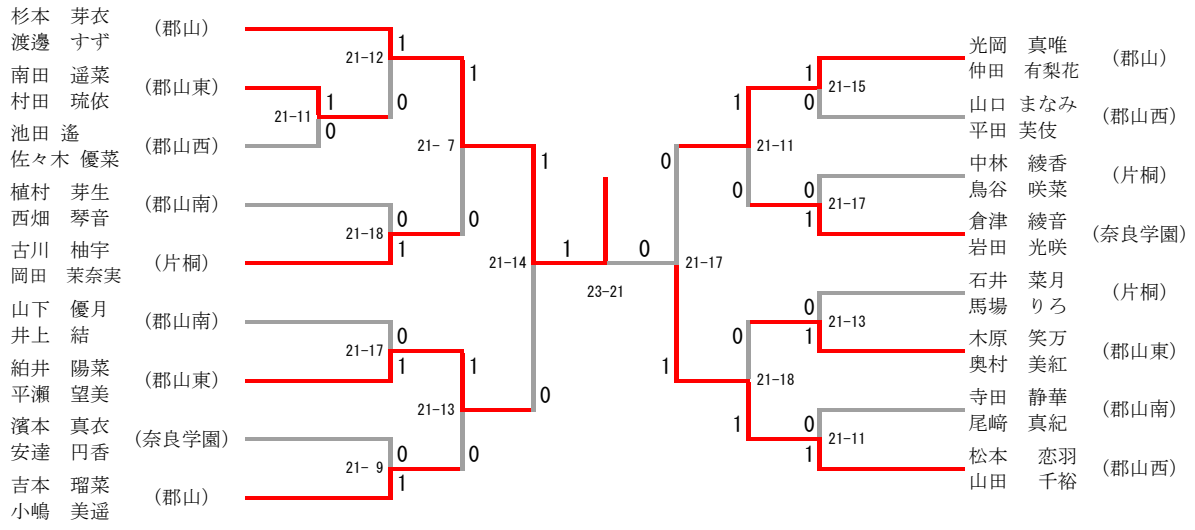 杉本　芽衣
渡邊　すず
(郡山)
南田　遥菜
村田　琉依
(郡山東)
池田 遙
佐々木 優菜
(郡山西)
植村　芽生
西畑　琴音
(郡山南)
古川　柚宇
岡田　茉奈実
(片桐)
山下　優月
井上　結
(郡山南)
絈井　陽菜
平瀬　望美
(郡山東)
濱本　真衣
安達　円香
(奈良学園)
吉本　瑠菜
小嶋　美遥
(郡山)
1
21-12
0
1
21-11
0
1
21- 7
0
0
21-18
1
1
21-14
0
0
21-17
1
1
21-13
0
0
21- 9
1
1
0
23-21
0
21-17
1
1
21-11
0
1
21-15
0
0
21-17
1
0
21-18
1
0
21-13
1
0
21-11
1
光岡　真唯
仲田　有梨花
(郡山)
山口 まなみ
平田 芙伎
(郡山西)
中林　綾香
鳥谷　咲菜
(片桐)
倉津　綾音
岩田　光咲
(奈良学園)
石井　菜月
馬場　りろ
(片桐)
木原　笑万
奥村　美紅
(郡山東)
寺田　静華
尾﨑　真紀
(郡山南)
松本　恋羽
山田　千裕
(郡山西)